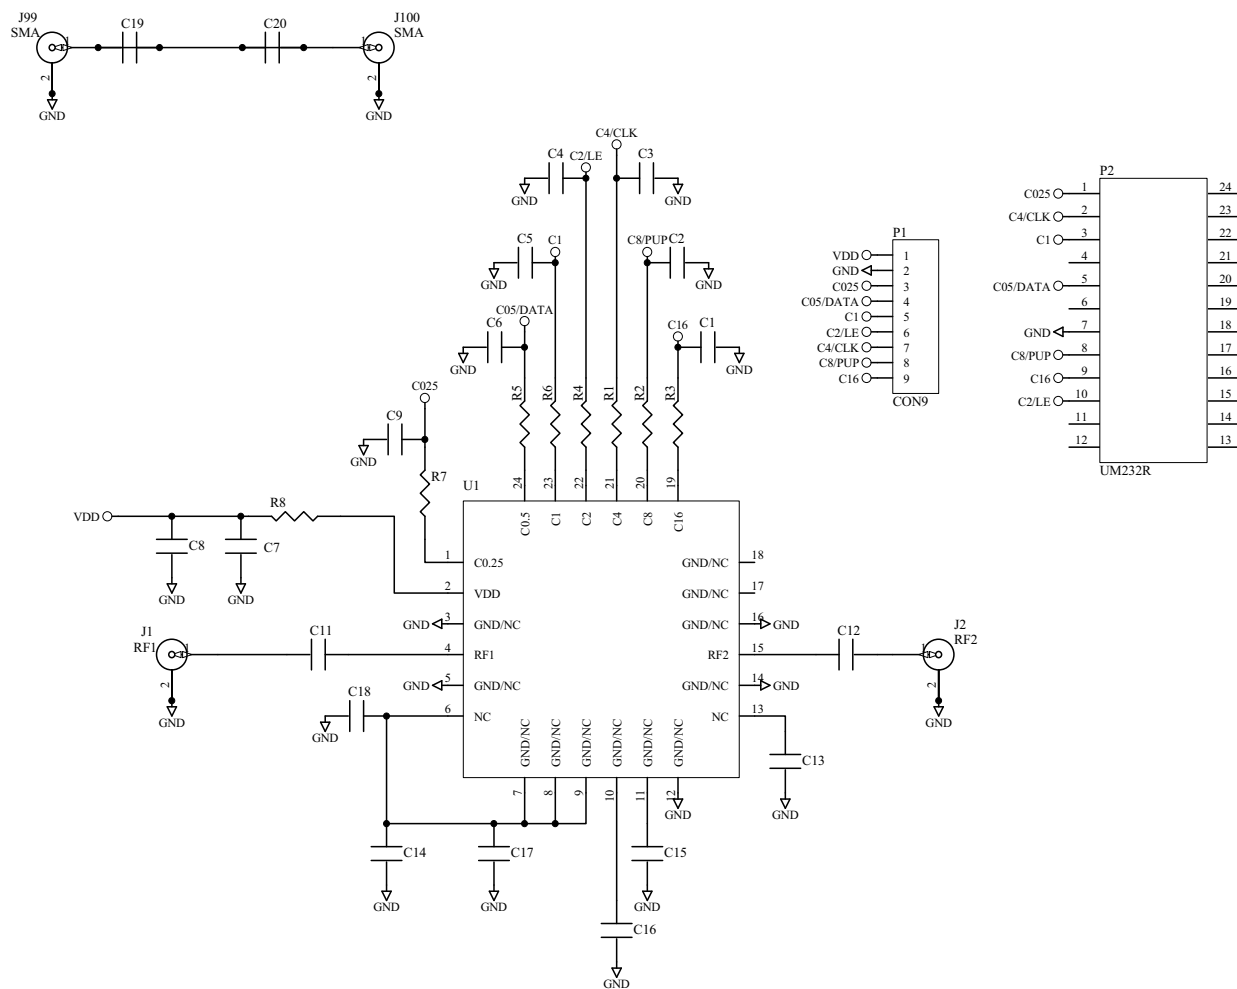 J99
SMA
1
2
GND
C19
C20
J100
SMA
1
2
GND
C4/CLK
C4
C2/LE
C3
GND
GND
C5
C1
C8/PUP
C2
GND
GND
C05/DATA
C6
C16
C1
GND
GND
C025
C9
GND
R5
R6
R4
R1
R2
R3
R7
U1
24
23
22
21
20
19
C0.5
C1
C2
C4
C8
C16
VDD
R8
C8
C7
GND
GND
1
C0.25
2
VDD
GND
3
GND/NC
4
RF1
GND
5
GND/NC
6
NC
GND/NC
18
GND/NC
17
GND/NC
16
GND
RF2
15
GND/NC
14
GND
NC
13
J1
RF1
1
2
GND
C11
C12
J2
RF2
1
2
GND
C18
GND
C13
GND
GND/NC
GND/NC
GND/NC
GND/NC
GND/NC
GND/NC
7
8
9
10
11
12
GND
C14
GND
C17
GND
C15
GND
C16
GND
P1
VDD 1
GND 2
C025 3
C05/DATA 4
C1 5
C2/LE 6
C4/CLK 7
C8/PUP 8
C16 9
CON9
P2
C025 1 24
C4/CLK 2 23
C1 3 22
4 21
C05/DATA 5 20
6 19
GND 7 18
C8/PUP 8 17
C16 9 16
C2/LE 10 15
11 14
12 13
UM232R